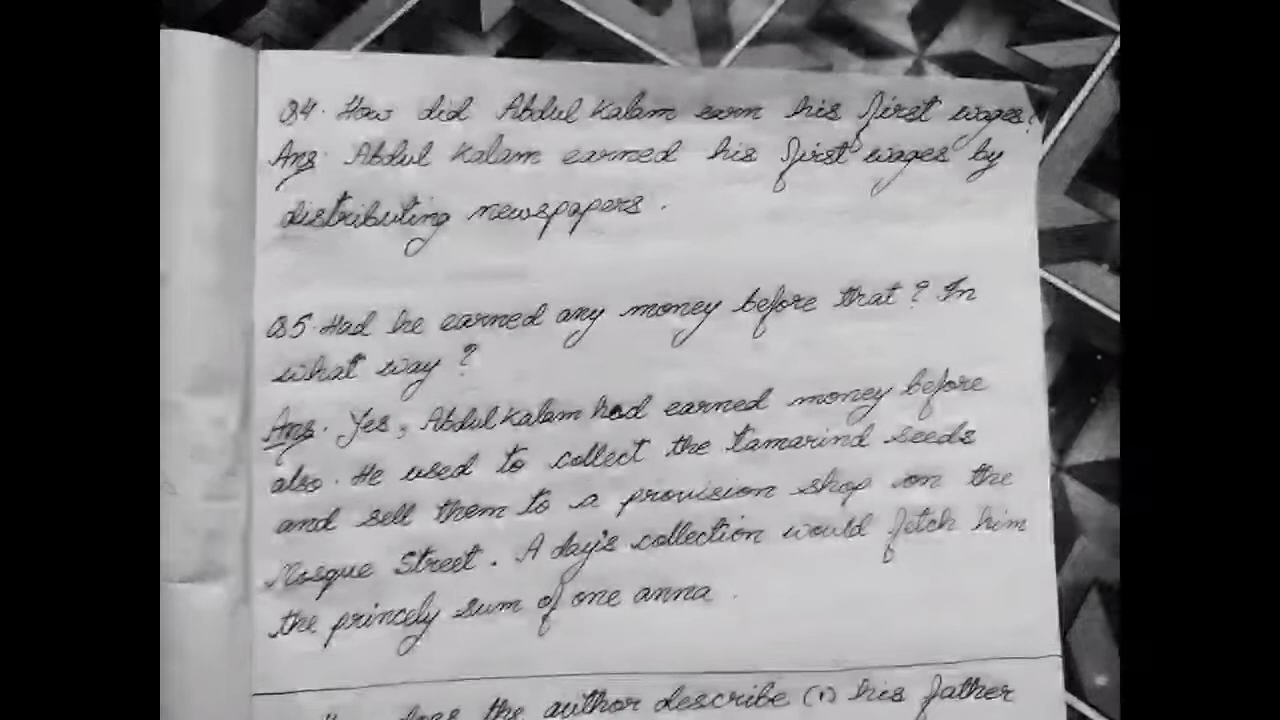 Q4. How did Abdul Kalam earn his first wages?
Ans. Abdul Kalam earned his first wages by
distributing newspapers.
Q5. Had he earned any money before that? In
what way?
Ans. Yes, Abdul Kalam had earned money before
also. He used to collect the tamarind seeds
and sell them to a provision shop on the
Mosque Street. A day's collection would fetch him
the princely sum of one anna.
does the author describe (1) his father